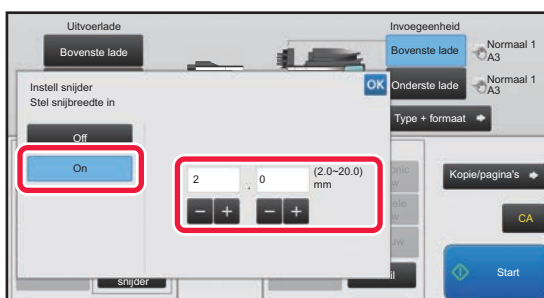 Uitvoerlade
Invoegeenheid
Bovenste lade
Bovenste lade
Normaal 1
A3
Instell snijder
Stel snijbreedte in
OK
Onderste lade
Normaal 1
A3
Type + formaat
Off
On
2 . 0
(2.0~20.0)
mm
Kopie/pagina's
CA
snijder
Start